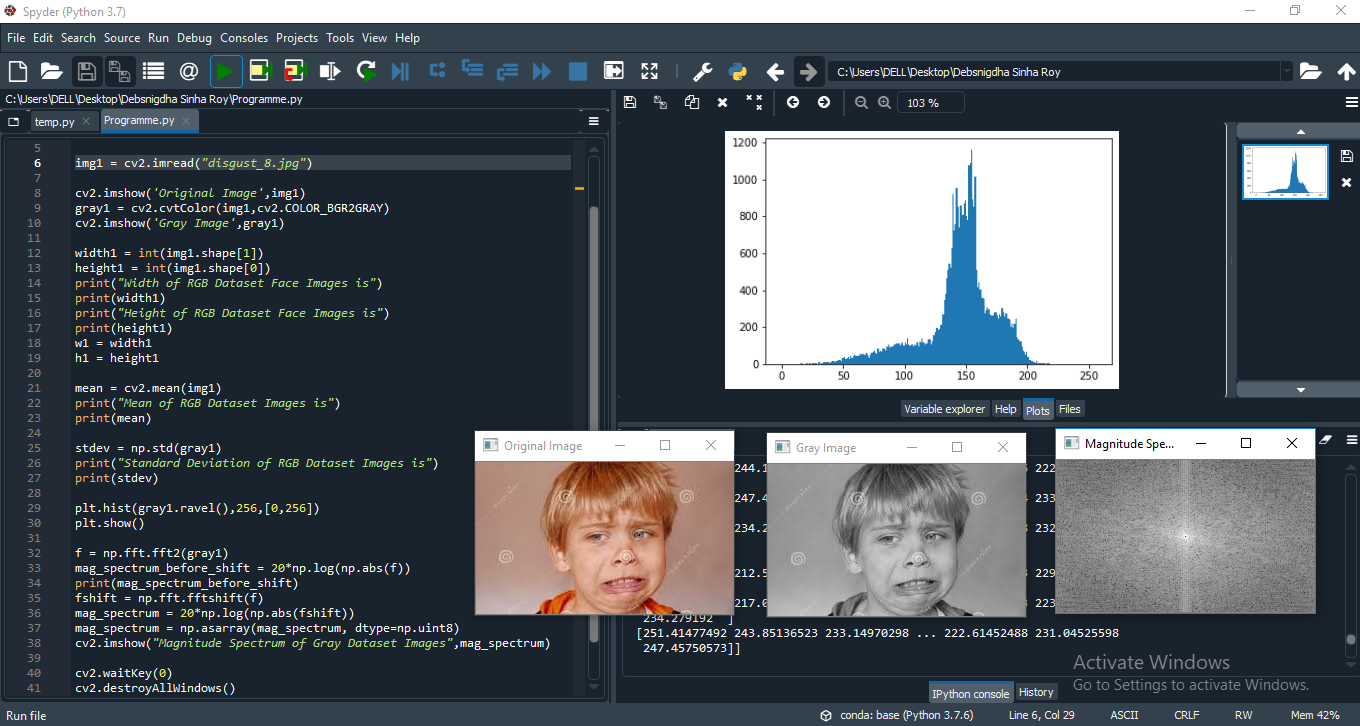 Spyder (Python 3.7)
File Edit Search Source Run Debug Consoles Projects Tools View Help
C:\Users\DELL\Desktop\Debsnigdha Sinha Roy
C:\Users\DELL\Desktop\Debsnigdha Sinha Roy\Programme.py
temp.py
Programme.py
5
6 img1 = cv2.imread("disgust_8.jpg")
7
8 cv2.imshow('Original Image',img1)
9 gray1 = cv2.cvtColor(img1,cv2.COLOR_BGR2GRAY)
10 cv2.imshow('Gray Image',gray1)
11
12 width1 = int(img1.shape[1])
13 height1 = int(img1.shape[0])
14 print("Width of RGB Dataset Face Images is")
15 print(width1)
16 print("Height of RGB Dataset Face Images is")
17 print(height1)
18 w1 = width1
19 h1 = height1
20
21 mean = cv2.mean(img1)
22 print("Mean of RGB Dataset Images is")
23 print(mean)
24
25 stdev = np.std(gray1)
26 print("Standard Deviation of RGB Dataset Images is")
27 print(stdev)
28
29 plt.hist(gray1.ravel(),256,[0,256])
30 plt.show()
31
32 f = np.fft.fft2(gray1)
33 mag_spectrum_before_shift = 20*np.log(np.abs(f))
34 print(mag_spectrum_before_shift)
35 fshift = np.fft.fftshift(f)
36 mag_spectrum = 20*np.log(np.abs(fshift))
37 mag_spectrum = np.asarray(mag_spectrum, dtype=np.uint8)
38 cv2.imshow("Magnitude Spectrum of Gray Dataset Images",mag_spectrum)
39
40 cv2.waitKey(0)
41 cv2.destroyAllWindows()
103 %
1200
1000
800
600
400
200
0
0 50 100 150 200 250
Variable explorer Help Plots Files
Original Image
Gray Image
Magnitude Spe...
244.1 222
247.4 233
234.2 232
212.5 229
217.0 223
234.279192 ]
[251.41477492 243.85136523 233.14970298 ... 222.61452488 231.04525598
247.45750573]]
Activate Windows
Go to Settings to activate Windows.
IPython console History
Run file
conda: base (Python 3.7.6) Line 6, Col 29 ASCII CRLF RW Mem 42%